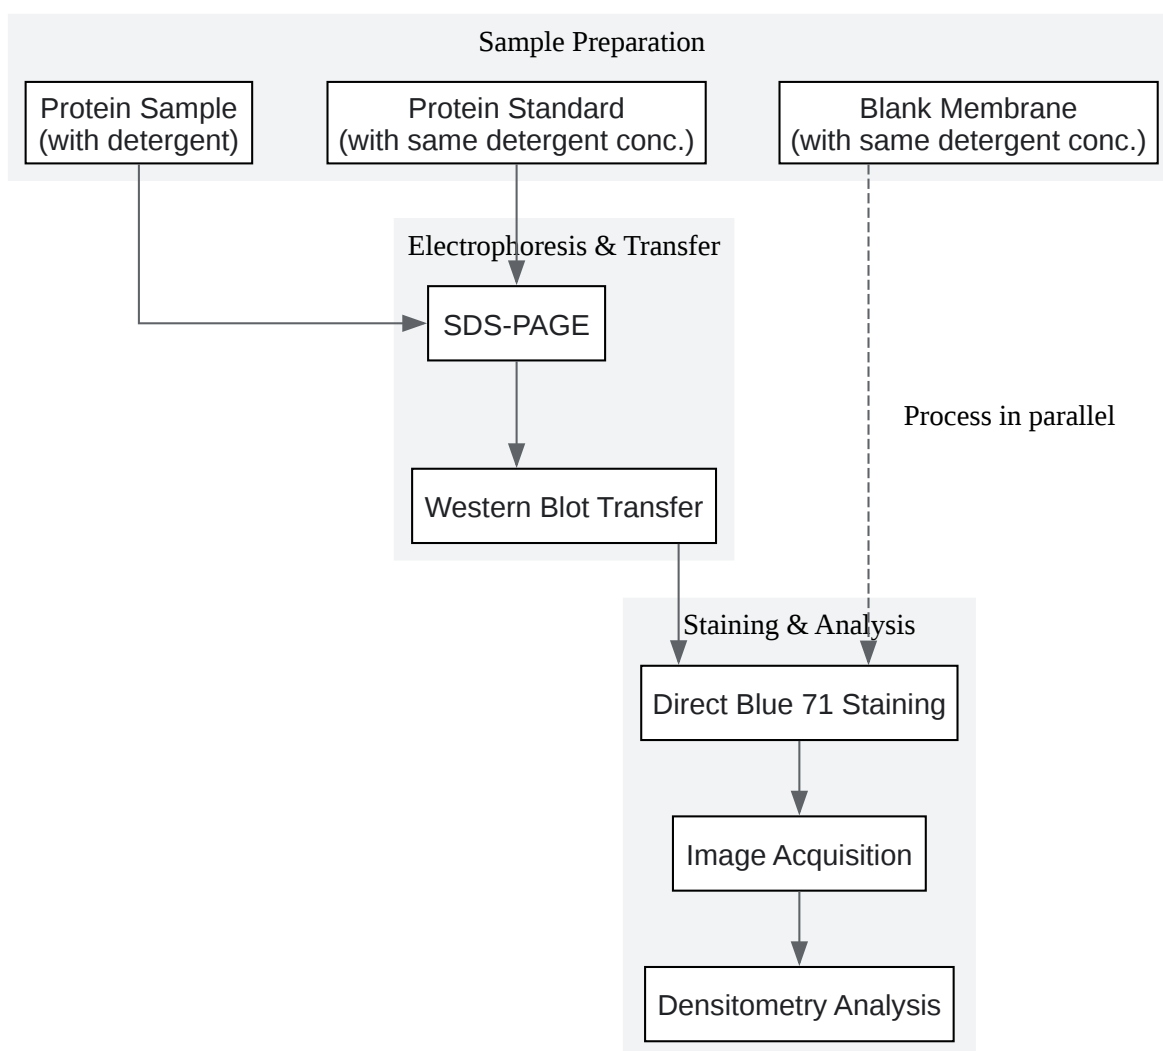 Sample Preparation
Protein Sample
(with detergent)
Protein Standard
(with same detergent conc.)
Blank Membrane
(with same detergent conc.)
Electrophoresis & Transfer
SDS-PAGE
Process in parallel
Western Blot Transfer
Staining & Analysis
Direct Blue 71 Staining
Image Acquisition
Densitometry Analysis